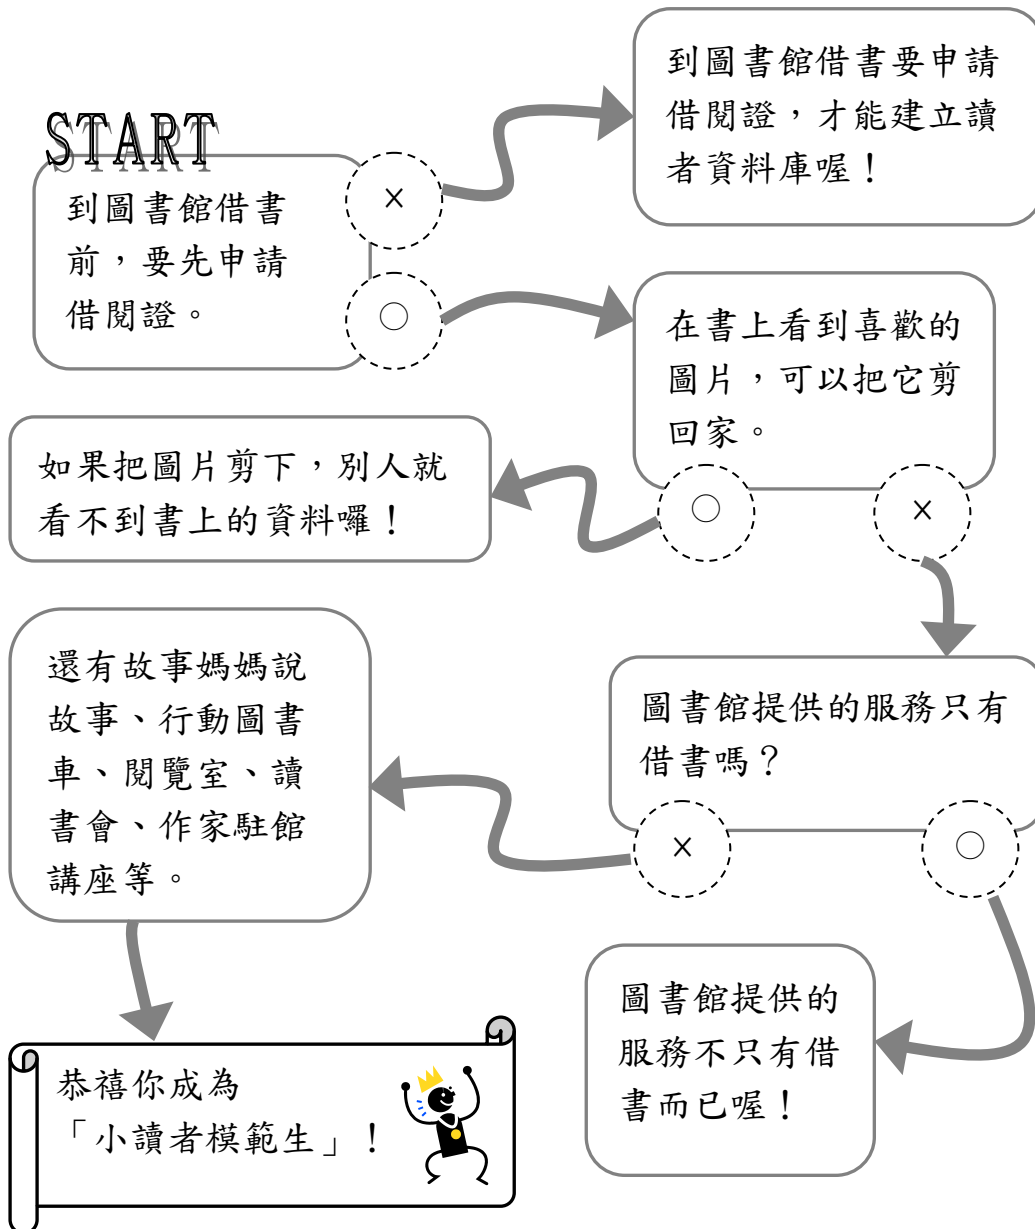 START
到圖書館借書
前，要先申請
借閱證。
×
○
到圖書館借書要申請
借閱證，才能建立讀
者資料庫喔！
在書上看到喜歡的
圖片，可以把它剪
回家。
○
×
如果把圖片剪下，別人就
看不到書上的資料囉！
圖書館提供的服務只有
借書嗎？
×
○
還有故事媽媽說
故事、行動圖書
車、閱覽室、讀
書會、作家駐館
講座等。
圖書館提供的
服務不只有借
書而已喔！
恭禧你成為
「小讀者模範生」！